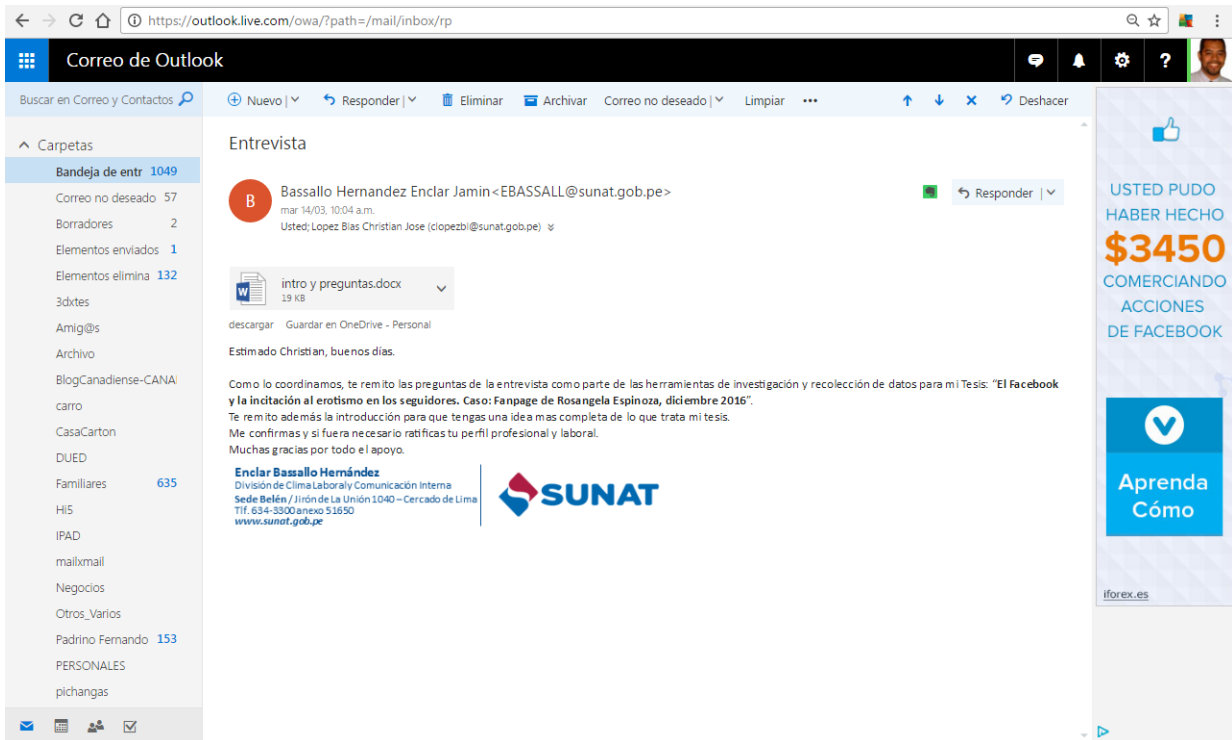 https://outlook.live.com/owa/?path=/mail/inbox/rp
Correo de Outlook
?
Buscar en Correo y Contactos
Nuevo |
Responder |
Eliminar
Archivar
Correo no deseado |
Limpiar
Deshacer
Carpetas
Bandeja de entr 1049
Correo no deseado 57
Borradores 2
Elementos enviados 1
Elementos elimina 132
3dxtes
Amig@s
Archivo
BlogCanadiense-CANAI
carro
CasaCarton
DUED
Familiares 635
Hi5
IPAD
mailxmail
Negocios
Otros_Varios
Padrino Fernando 153
PERSONALES
pichangas
Entrevista
B
Bassallo Hernandez Enclar Jamin<EBASSALL@sunat.gob.pe>
mar 14/03, 10:04 a.m.
Usted; Lopez Blas Christian Jose (clopezbl@sunat.gob.pe)
Responder |
intro y preguntas.docx
19 KB
descargar Guardar en OneDrive - Personal
Estimado Christian, buenos días.
Como lo coordinamos, te remito las preguntas de la entrevista como parte de las herramientas de investigación y recolección de datos para mi Tesis: “El Facebook
y la incitación al erotismo en los seguidores. Caso: Fanpage de Rosangela Espinoza, diciembre 2016”.
Te remito además la introducción para que tengas una idea mas completa de lo que trata mi tesis.
Me confirmas y si fuera necesario ratificas tu perfil profesional y laboral.
Muchas gracias por todo el apoyo.
Enclar Bassallo Hernández
División de Clima Laboral y Comunicación Interna
Sede Belén / Jirón de La Unión 1040 – Cercado de Lima
Tlf. 634-3300 anexo 51650
www.sunat.gob.pe
SUNAT
USTED PUDO
HABER HECHO
$3450
COMERCIANDO
ACCIONES
DE FACEBOOK
Aprenda
Cómo
iforex.es